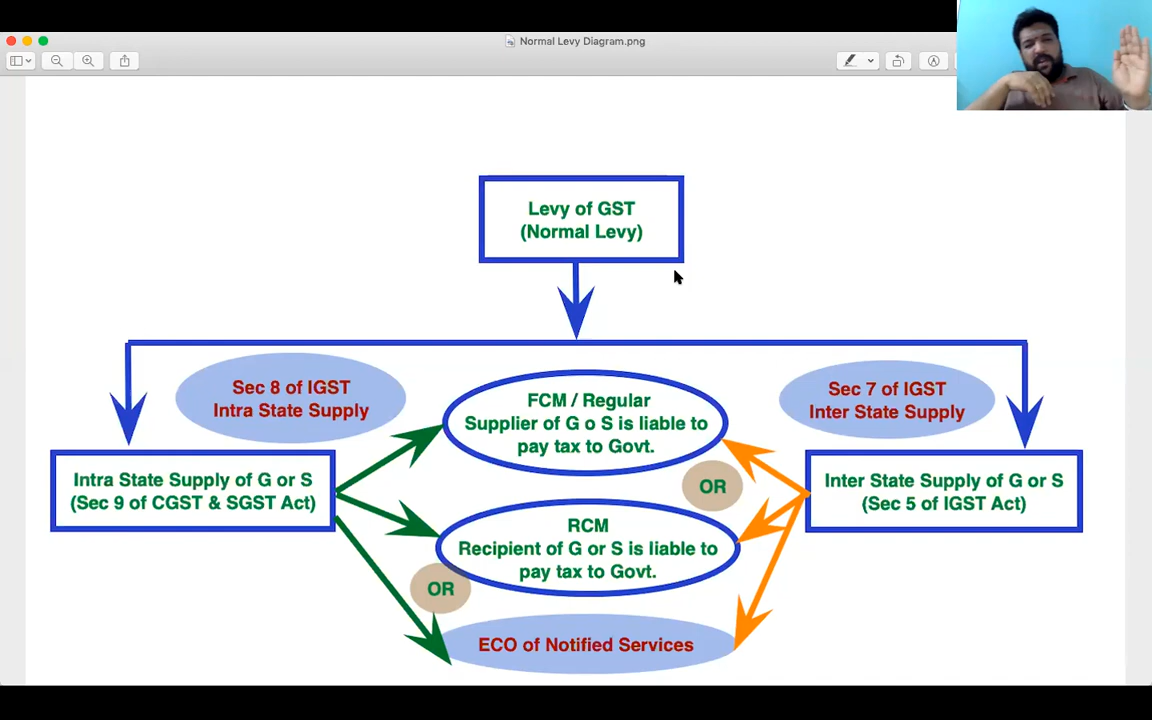 Normal Levy Diagram.png
Levy of GST
(Normal Levy)
Sec 8 of IGST
Intra State Supply
FCM / Regular
Supplier of G o S is liable to
pay tax to Govt.
Sec 7 of IGST
Inter State Supply
Intra State Supply of G or S
(Sec 9 of CGST & SGST Act)
OR
Inter State Supply of G or S
(Sec 5 of IGST Act)
RCM
Recipient of G or S is liable to
pay tax to Govt.
OR
ECO of Notified Services